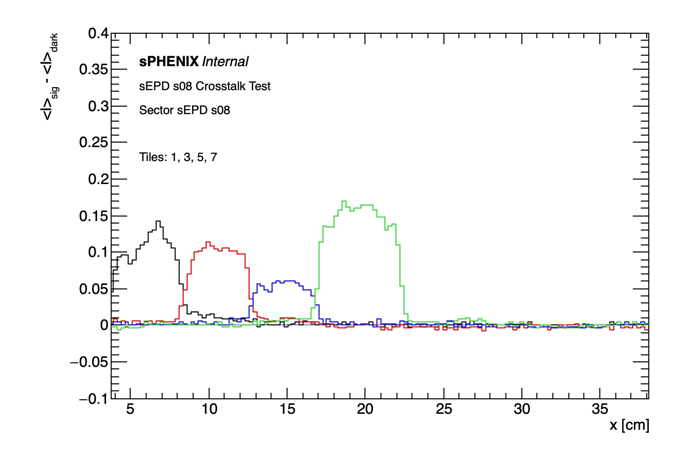 <I>sig - <I>dark
0.4
0.35
0.3
0.25
0.2
0.15
0.1
0.05
0
−0.05
−0.1
sPHENIX Internal
sEPD s08 Crosstalk Test
Sector sEPD s08
Tiles: 1, 3, 5, 7
5 10 15 20 25 30 35
x [cm]